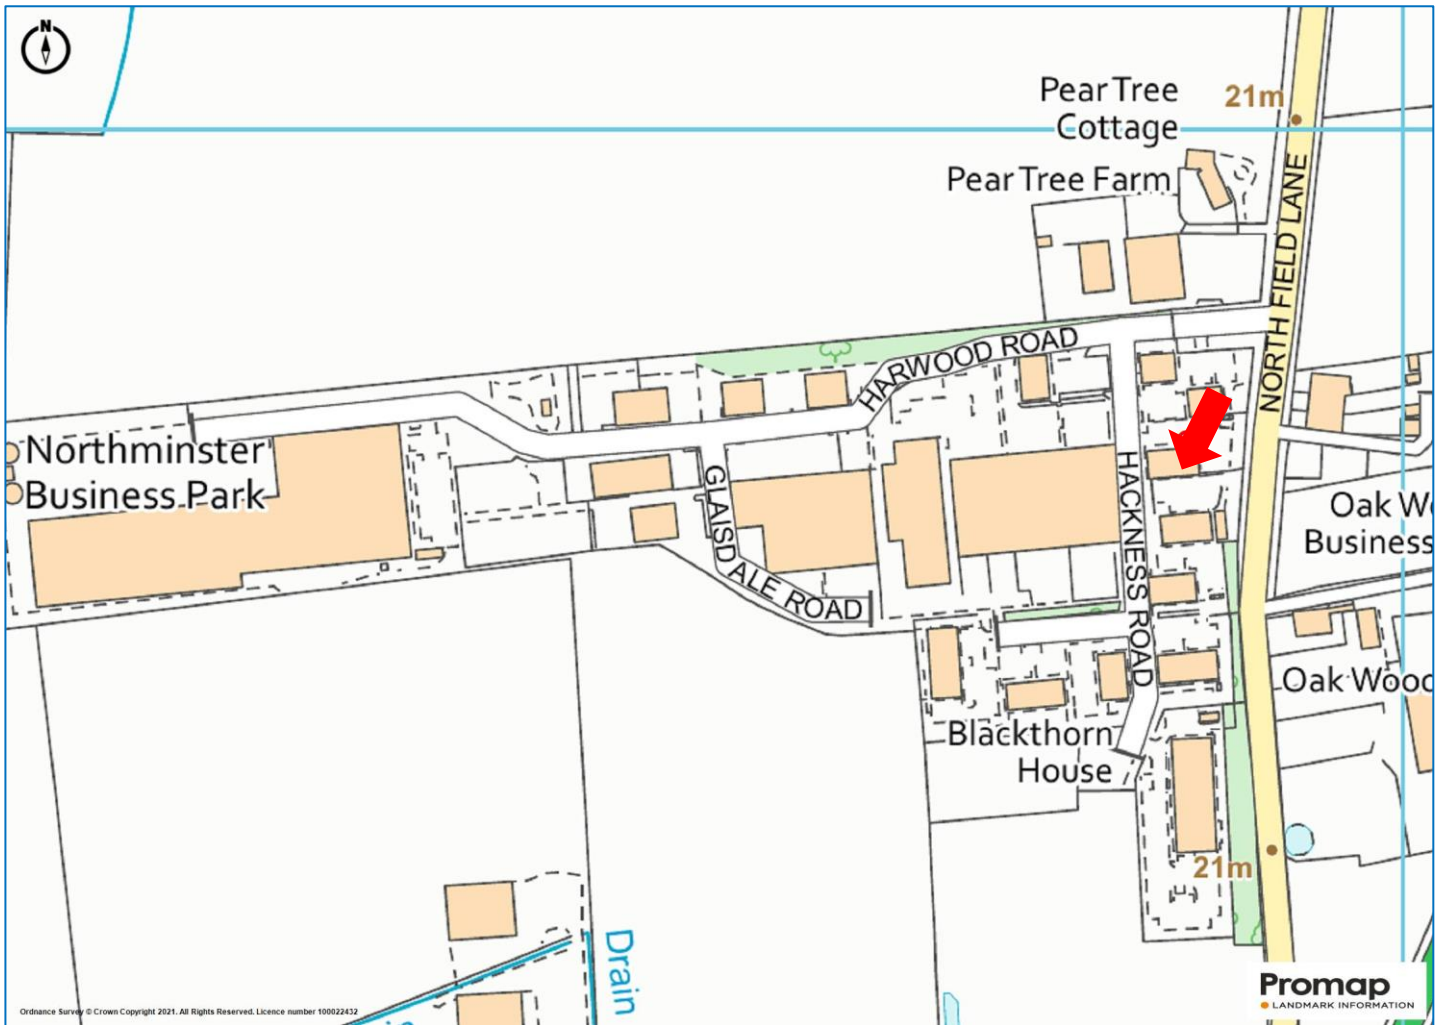 N
Pear Tree
Cottage
21m
Pear Tree Farm
NORTH FIELD LANE
HARWOOD ROAD
Northminster
Business Park
GLAISDALE ROAD
HACKNESS ROAD
Oak W
Business
Oak Wood
Blackthorn
House
21m
Drain
Promap
LANDMARK INFORMATION
Ordnance Survey © Crown Copyright 2021. All Rights Reserved. Licence number 100022432